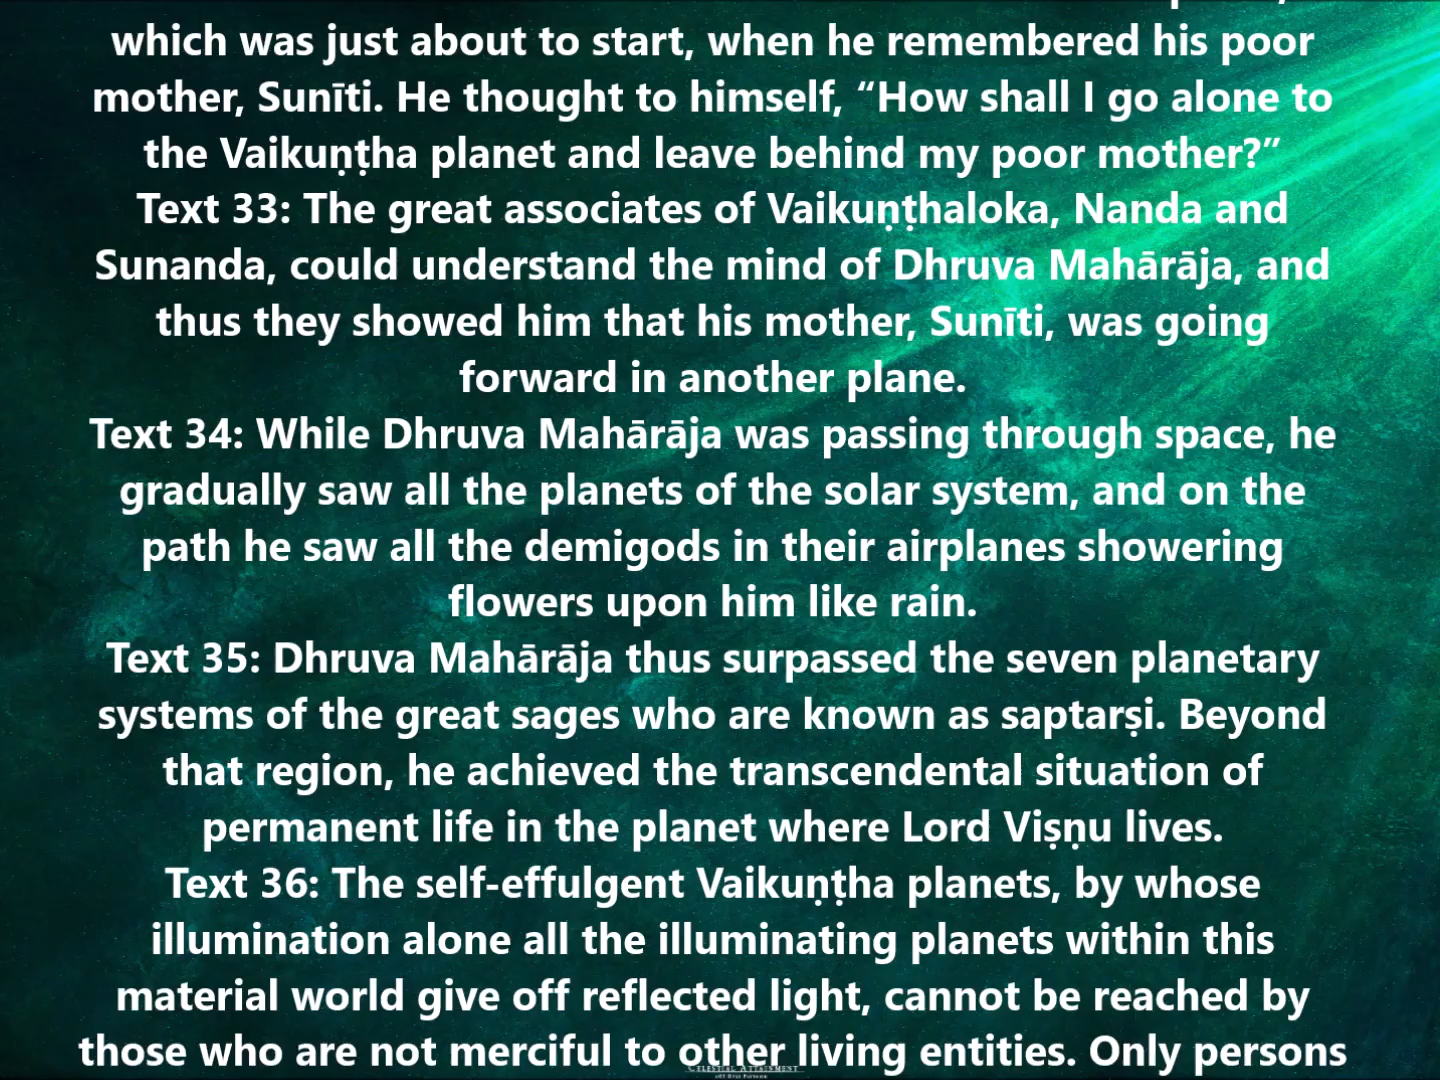 which was just about to start, when he remembered his poor
mother, Sunīti. He thought to himself, “How shall I go alone to
the Vaikuṇṭha planet and leave behind my poor mother?”
Text 33: The great associates of Vaikuṇṭhaloka, Nanda and
Sunanda, could understand the mind of Dhruva Mahārāja, and
thus they showed him that his mother, Sunīti, was going
forward in another plane.
Text 34: While Dhruva Mahārāja was passing through space, he
gradually saw all the planets of the solar system, and on the
path he saw all the demigods in their airplanes showering
flowers upon him like rain.
Text 35: Dhruva Mahārāja thus surpassed the seven planetary
systems of the great sages who are known as saptarṣi. Beyond
that region, he achieved the transcendental situation of
permanent life in the planet where Lord Viṣṇu lives.
Text 36: The self-effulgent Vaikuṇṭha planets, by whose
illumination alone all the illuminating planets within this
material world give off reflected light, cannot be reached by
those who are not merciful to other living entities. Only persons
Celestial Attainment